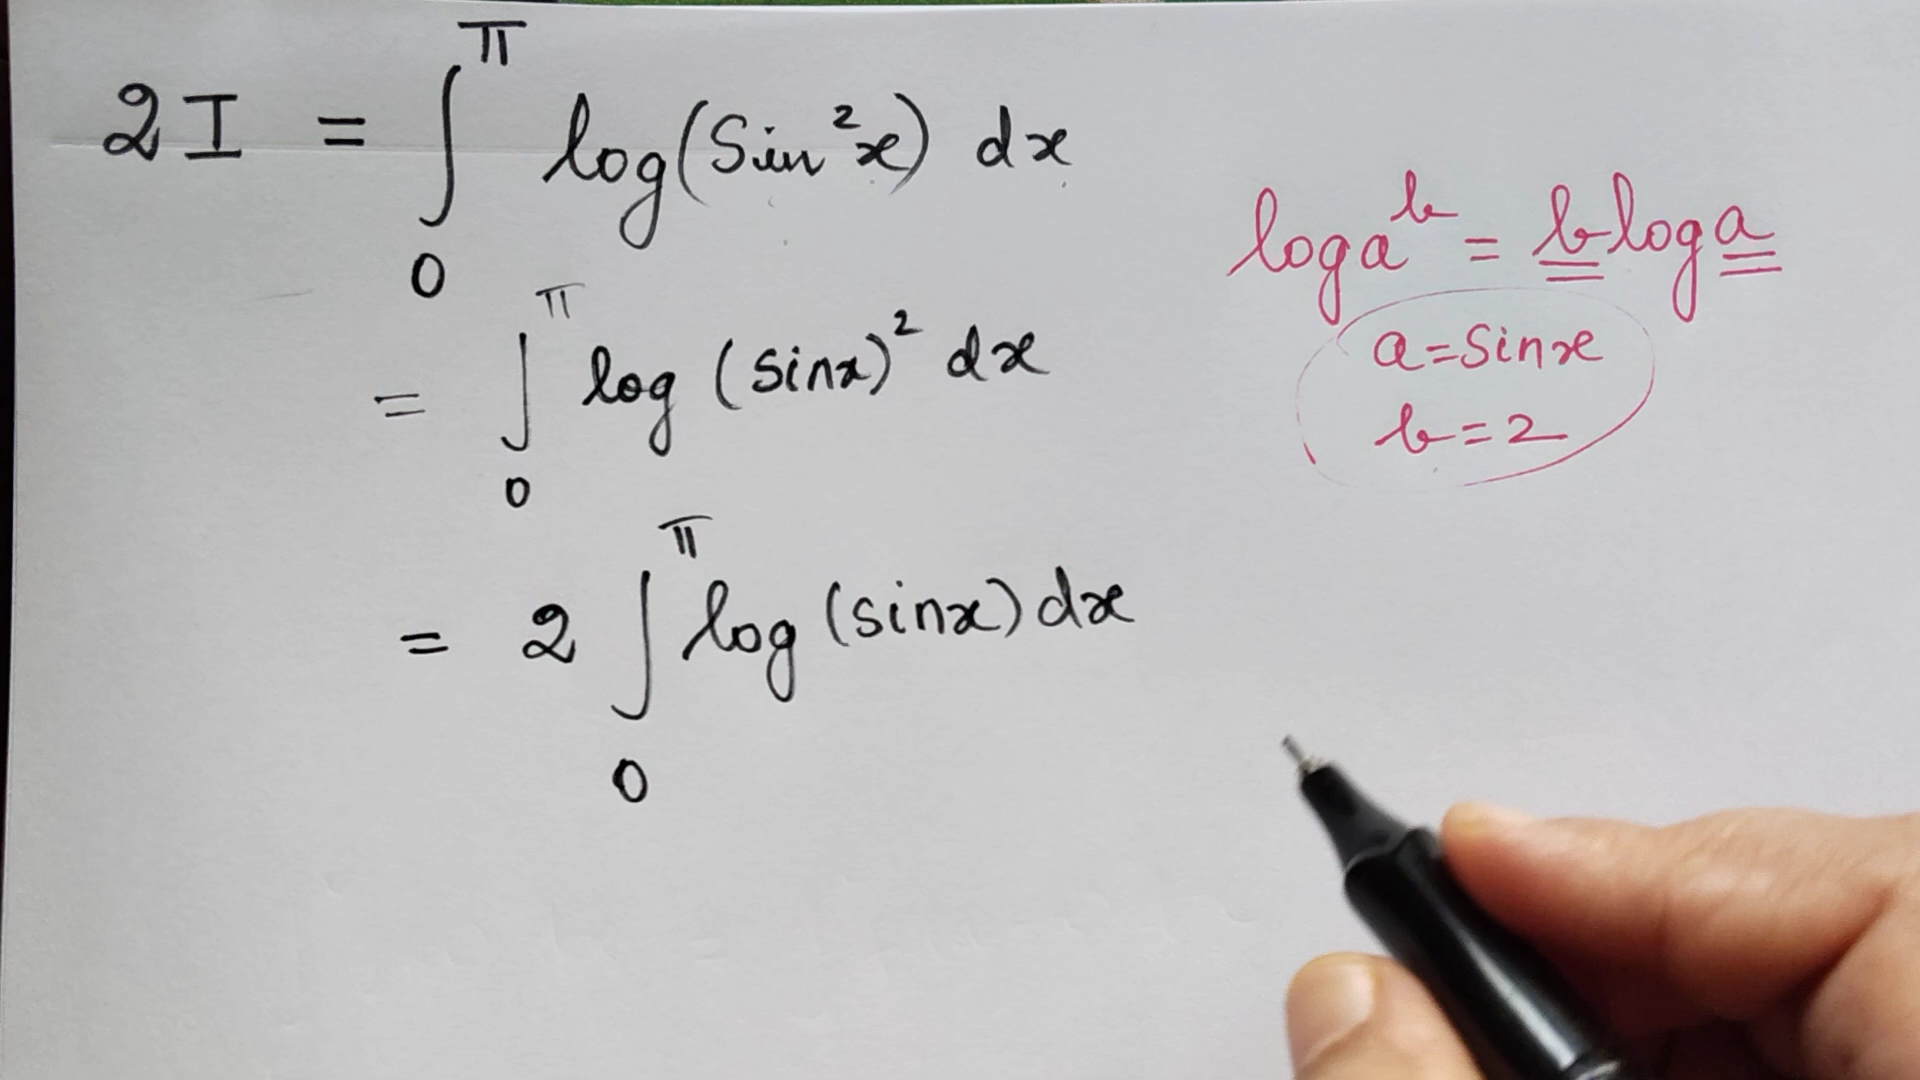 2I = ∫₀^π log(Sin²x) dx
= ∫₀^π log (sinx)² dx
= 2 ∫₀^π log (sinx) dx
log a^b = b log a
a = Sinx
b = 2